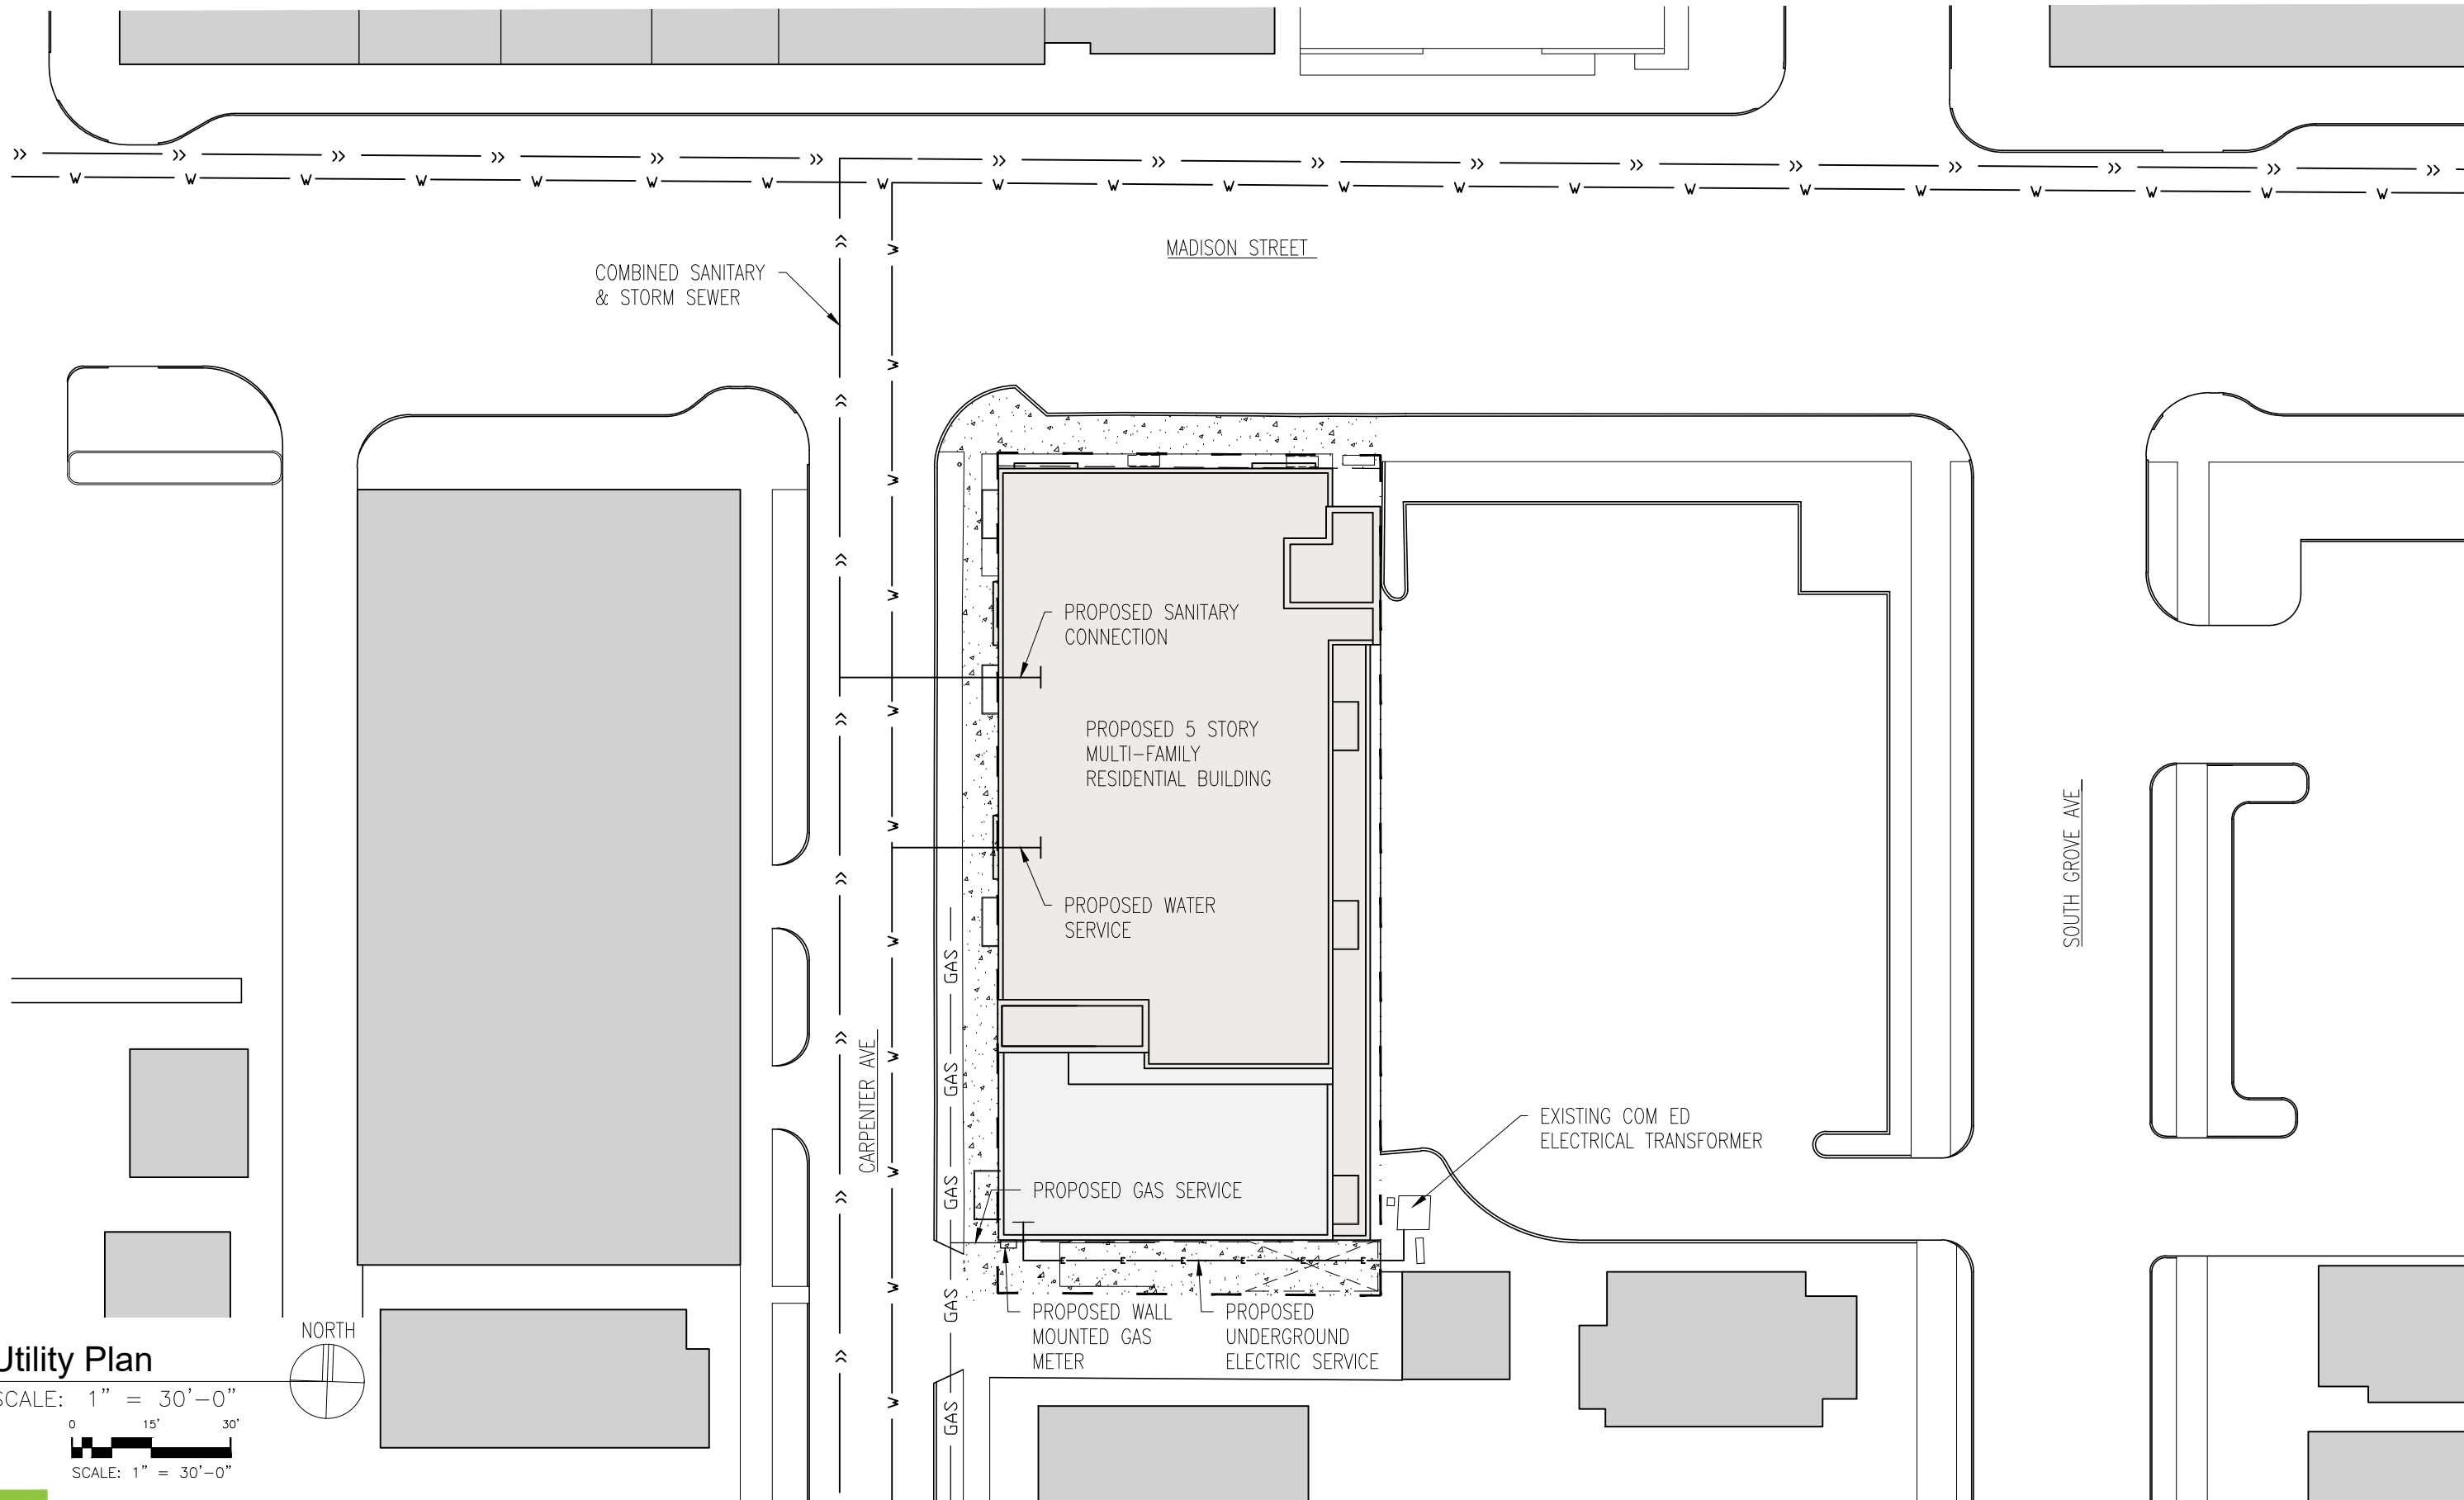 MADISON STREET
COMBINED SANITARY
& STORM SEWER
PROPOSED SANITARY
CONNECTION
PROPOSED 5 STORY
MULTI-FAMILY
RESIDENTIAL BUILDING
PROPOSED WATER
SERVICE
SOUTH GROVE AVE
CARPENTER AVE
EXISTING COM ED
ELECTRICAL TRANSFORMER
PROPOSED GAS SERVICE
PROPOSED WALL
MOUNTED GAS
METER
PROPOSED
UNDERGROUND
ELECTRIC SERVICE
GAS
GAS
GAS
GAS
GAS
NORTH
Utility Plan
SCALE: 1" = 30'-0"
0 15' 30'
SCALE: 1" = 30'-0"